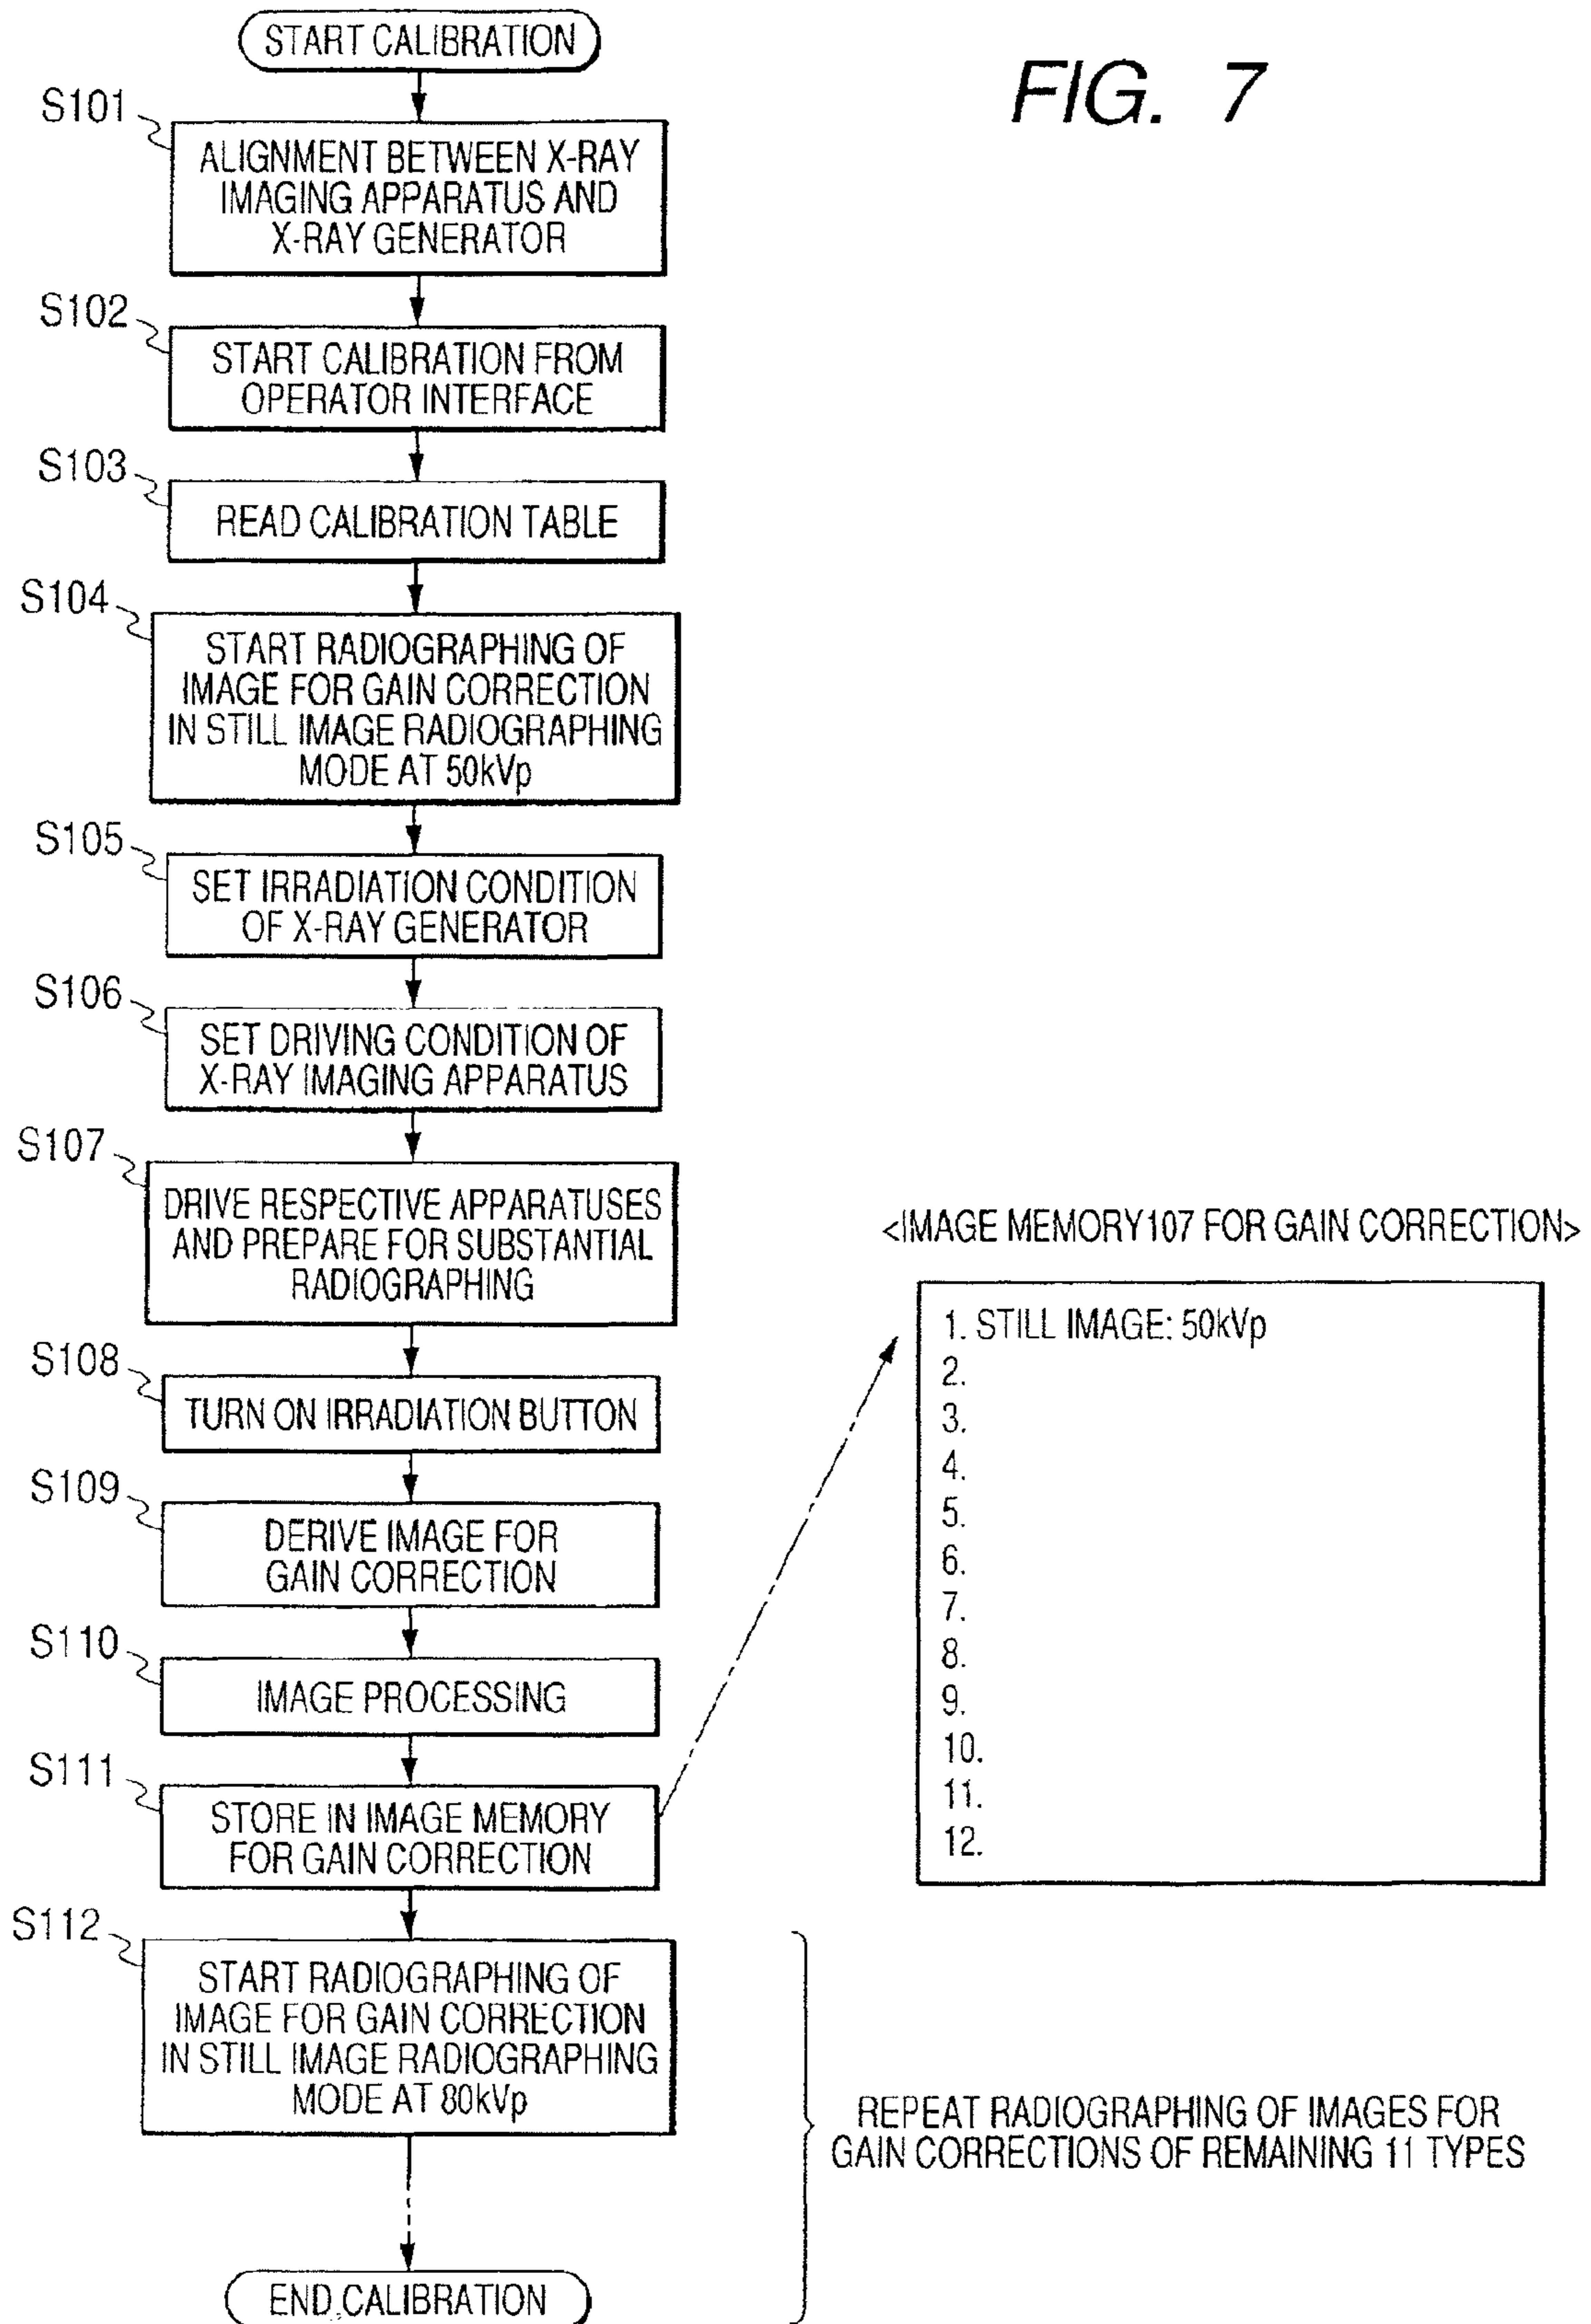 START CALIBRATION
FIG. 7
S101
ALIGNMENT BETWEEN X-RAY
IMAGING APPARATUS AND
X-RAY GENERATOR
S102
START CALIBRATION FROM
OPERATOR INTERFACE
S103
READ CALIBRATION TABLE
S104
START RADIOGRAPHING OF
IMAGE FOR GAIN CORRECTION
IN STILL IMAGE RADIOGRAPHING
MODE AT 50kVp
S105
SET IRRADIATION CONDITION
OF X-RAY GENERATOR
S106
SET DRIVING CONDITION OF
X-RAY IMAGING APPARATUS
S107
DRIVE RESPECTIVE APPARATUSES
AND PREPARE FOR SUBSTANTIAL
RADIOGRAPHING
S108
TURN ON IRRADIATION BUTTON
S109
DERIVE IMAGE FOR
GAIN CORRECTION
S110
IMAGE PROCESSING
S111
STORE IN IMAGE MEMORY
FOR GAIN CORRECTION
<IMAGE MEMORY107 FOR GAIN CORRECTION>
1. STILL IMAGE: 50kVp
2.
3.
4.
5.
6.
7.
8.
9.
10.
11.
12.
S112
START RADIOGRAPHING OF
IMAGE FOR GAIN CORRECTION
IN STILL IMAGE RADIOGRAPHING
MODE AT 80kVp
REPEAT RADIOGRAPHING OF IMAGES FOR
GAIN CORRECTIONS OF REMAINING 11 TYPES
END CALIBRATION